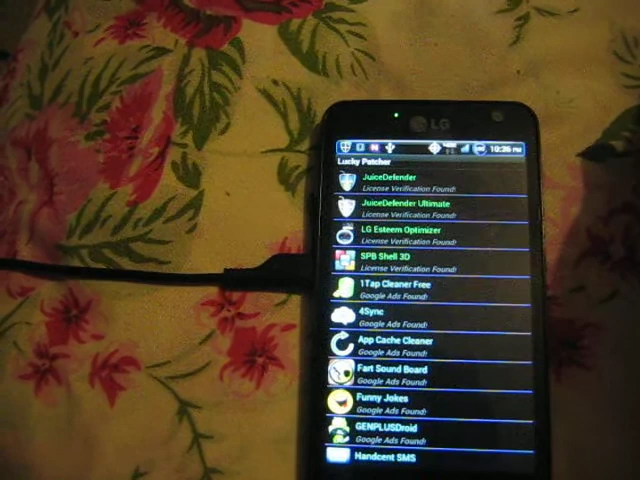 LG
10:36 PM
Lucky Patcher
JuiceDefender
License Verification Found!
JuiceDefender Ultimate
License Verification Found!
LG Esteem Optimizer
License Verification Found!
SPB Shell 3D
License Verification Found!
1Tap Cleaner Free
Google Ads Found!
4Sync
Google Ads Found!
App Cache Cleaner
Google Ads Found!
Fart Sound Board
Google Ads Found!
Funny Jokes
Google Ads Found!
GENPLUSDroid
Google Ads Found!
Handcent SMS